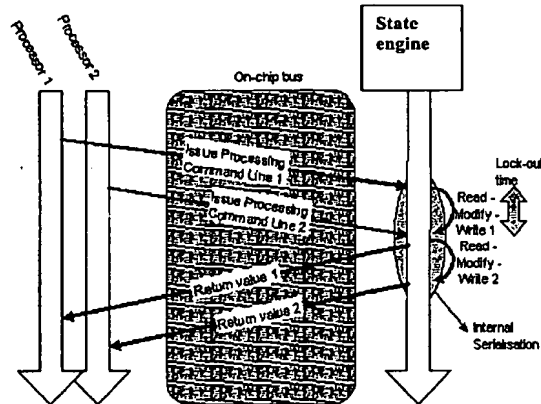 Processor 1
Processor 2
On-chip bus
State
engine
Issue Processing
Command Line 1
Issue Processing
Command Line 2
Return value 1
Return value 2
Lock-out
time
Read -
Modify -
Write 1
Read -
Modify -
Write 2
Internal
Serialisation